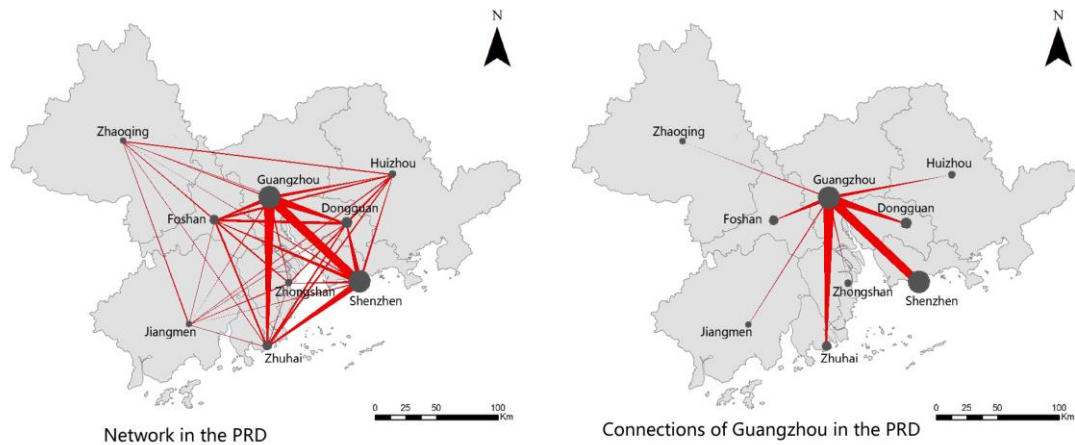 N
Zhaoqing
Huizhou
Guangzhou
Foshan
Dongguan
Zhongshan
Shenzhen
Jiangmen
Zhuhai
0 25 50 100
Km
Network in the PRD
N
Zhaoqing
Huizhou
Guangzhou
Foshan
Dongguan
Zhongshan
Shenzhen
Jiangmen
Zhuhai
0 25 50 100
Km
Connections of Guangzhou in the PRD